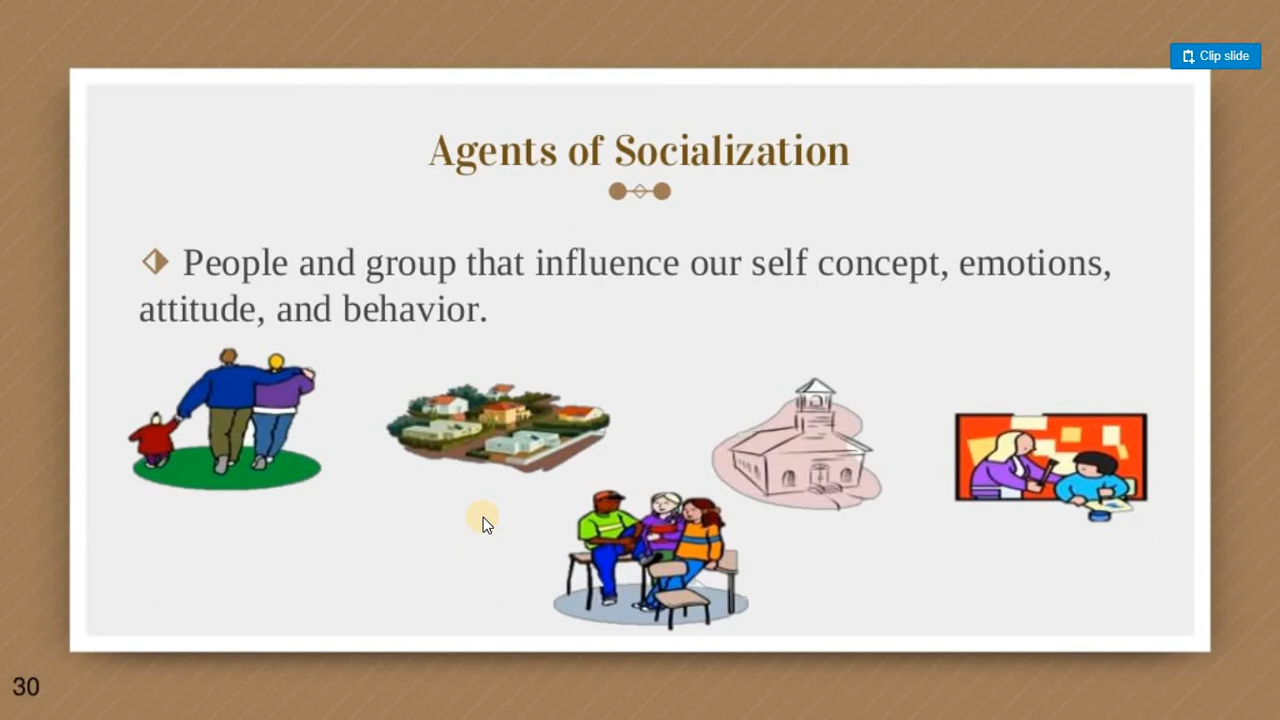 Clip slide
Agents of Socialization
People and group that influence our self concept, emotions,
attitude, and behavior.
30